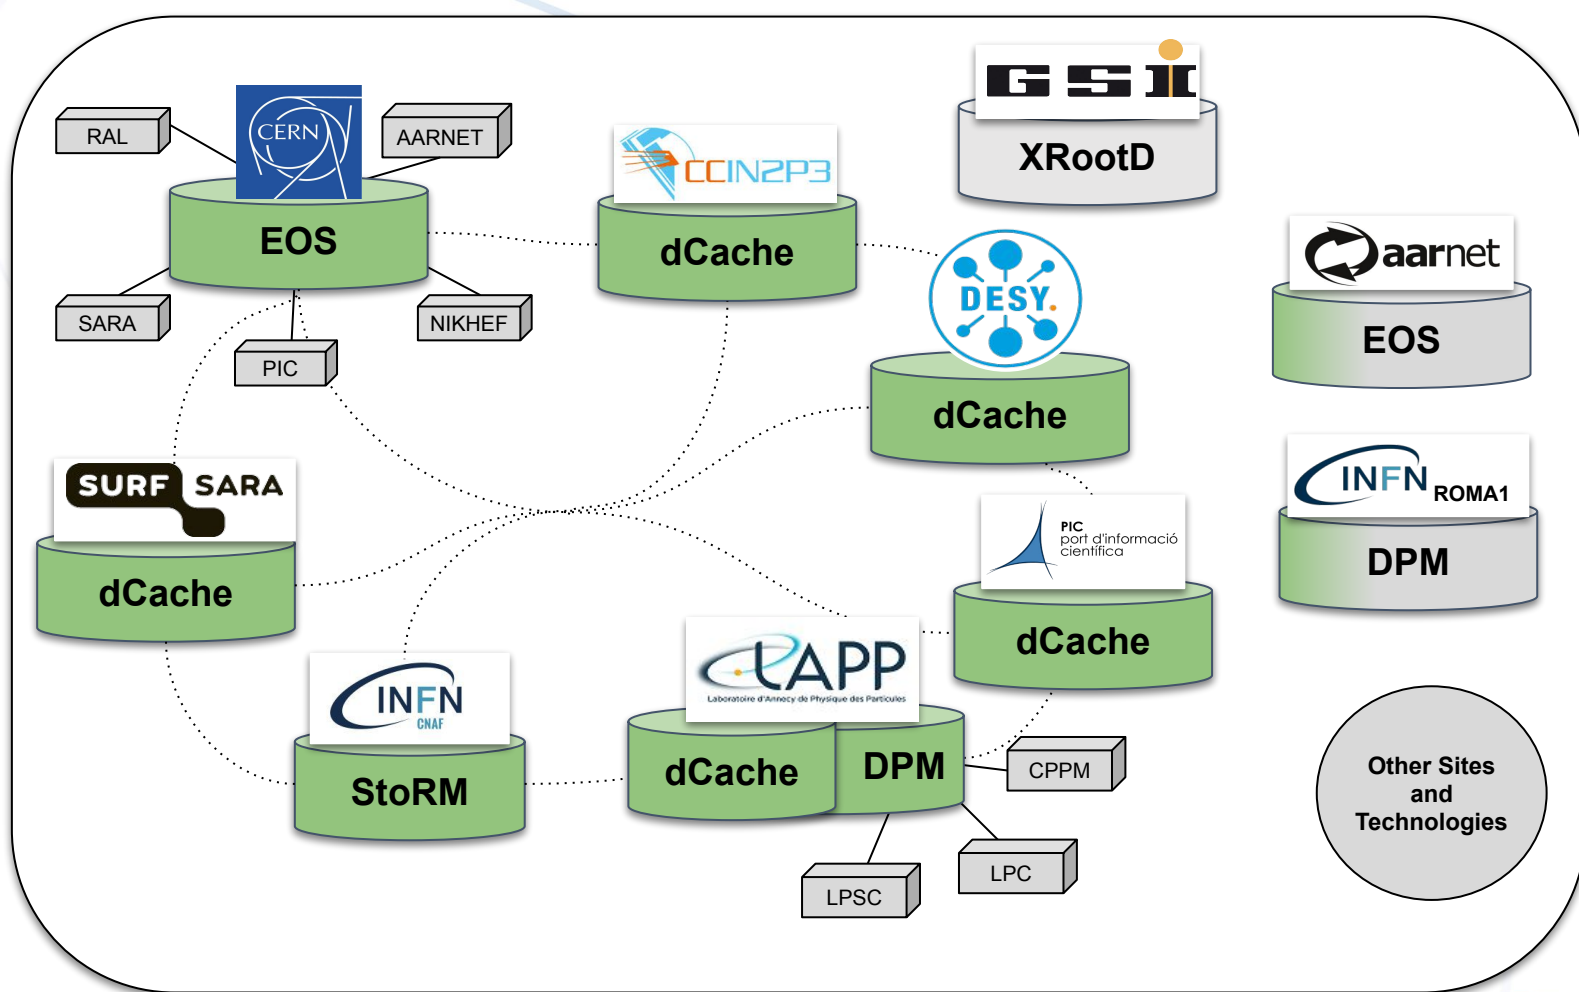 RAL
CERN
AARNET
EOS
SARA
PIC
NIKHEF
CCIN2P3
dCache
GSI
XRootD
DESY.
dCache
aarnet
EOS
INFN ROMA1
DPM
SURF SARA
dCache
PIC
port d'informació
científica
dCache
INFN
CNAF
StoRM
LAPP
Laboratoire d'Annecy de Physique des Particules
dCache
DPM
CPPM
LPC
LPSC
Other Sites
and
Technologies